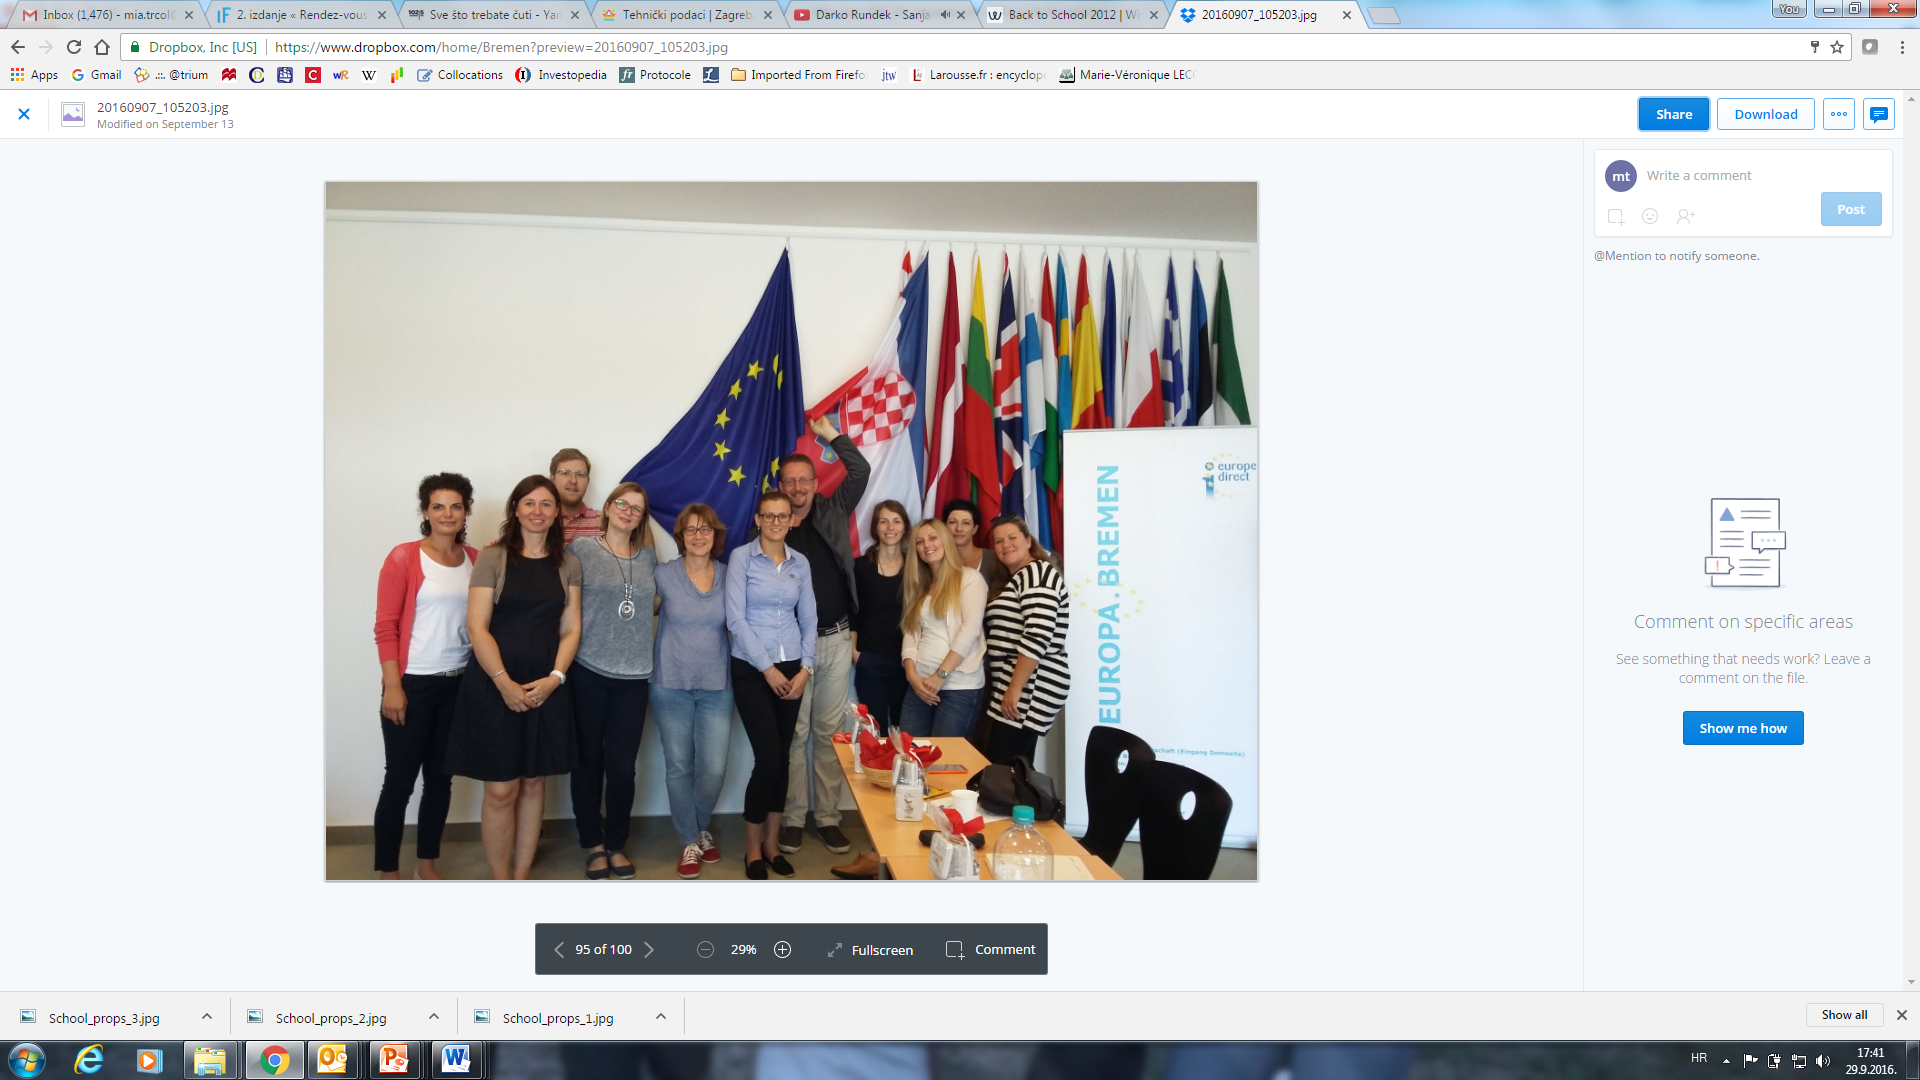 Inbox (1,476) - mia.trcol
2. izdanje « Rendez-vous
Sve što trebate čuti - Yam
Tehnički podaci | Zagreb
Darko Rundek - Sanja
Back to School 2012 | Wi
20160907_105203.jpg
You
Dropbox, Inc [US]
https://www.dropbox.com/home/Bremen?preview=20160907_105203.jpg
Apps
Gmail
.::. @trium
Collocations
Investopedia
Protocole
Imported From Firefo
jtw
Larousse.fr : encyclop
Marie-Véronique LEC
20160907_105203.jpg
Modified on September 13
Share
Download
mt
Write a comment
Post
@Mention to notify someone.
europe
direct
EUROPA.BREMEN
(Eingang Domseite)
Comment on specific areas
See something that needs work? Leave a
comment on the file.
Show me how
95 of 100
29%
Fullscreen
Comment
School_props_3.jpg
School_props_2.jpg
School_props_1.jpg
Show all
HR
17:41
29.9.2016.